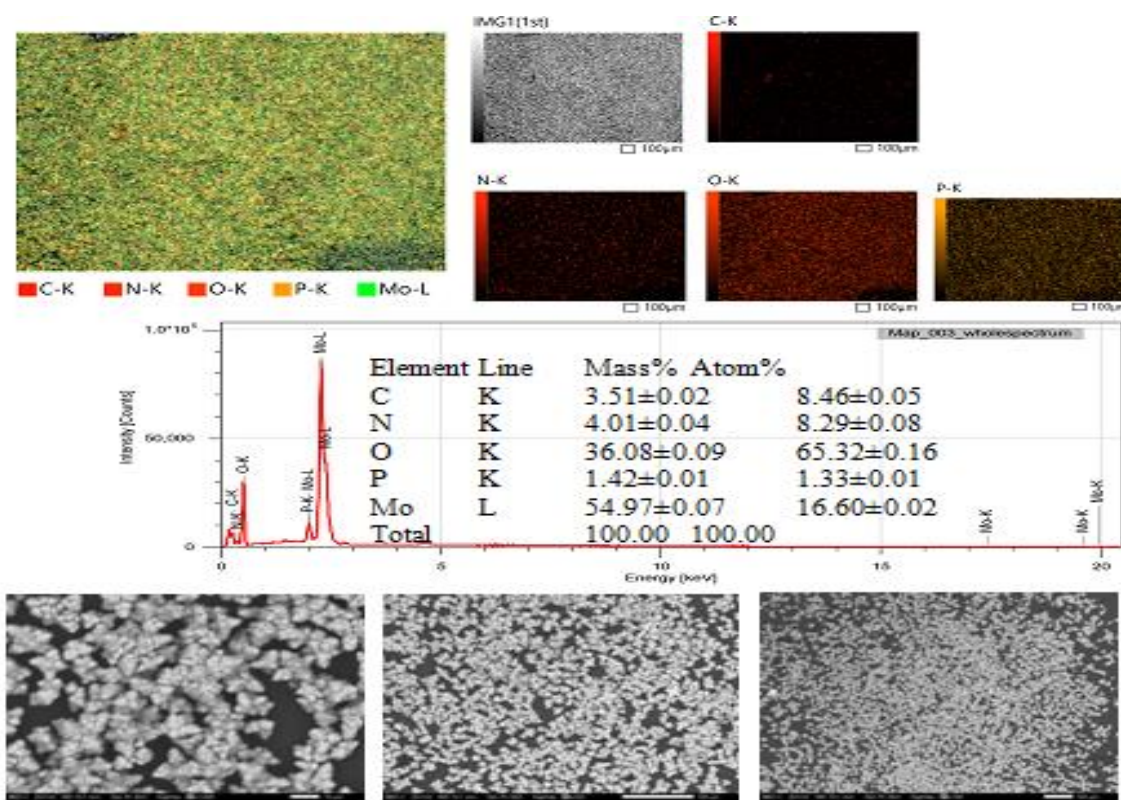 IMG1(1st)
C-K
100μm
100μm
N-K
O-K
P-K
100μm
100μm
100μm
C-K N-K O-K P-K Mo-L
Map_003_wholespectrum
Intensity [Counts]
50,000
0
N-K
C-K
O-K
P-K
Mo-L
Mo-L
Mo-L
Mo-K
Mo-K
Mo-K
Element Line Mass% Atom%
C K 3.51±0.02 8.46±0.05
N K 4.01±0.04 8.29±0.08
O K 36.08±0.09 65.32±0.16
P K 1.42±0.01 1.33±0.01
Mo L 54.97±0.07 16.60±0.02
Total 100.00 100.00
0 5 10 15 20
Energy [keV]